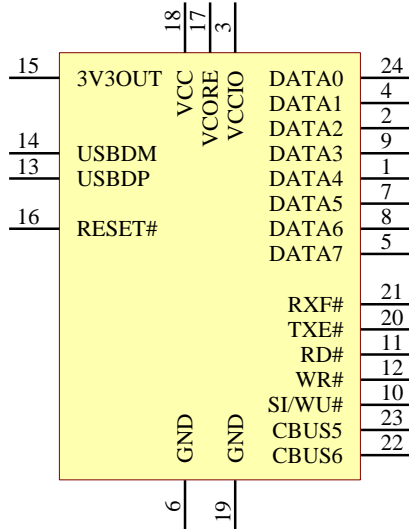 18 17 3
15 3V3OUT VCC VCORE VCCIO DATA0 24
DATA1 4
DATA2 2
14 USBDM DATA3 9
13 USBDP DATA4 1
DATA5 7
16 RESET# DATA6 8
DATA7 5
RXF# 21
TXE# 20
RD# 11
WR# 12
SI/WU# 10
GND GND CBUS5 23
CBUS6 22
6 19